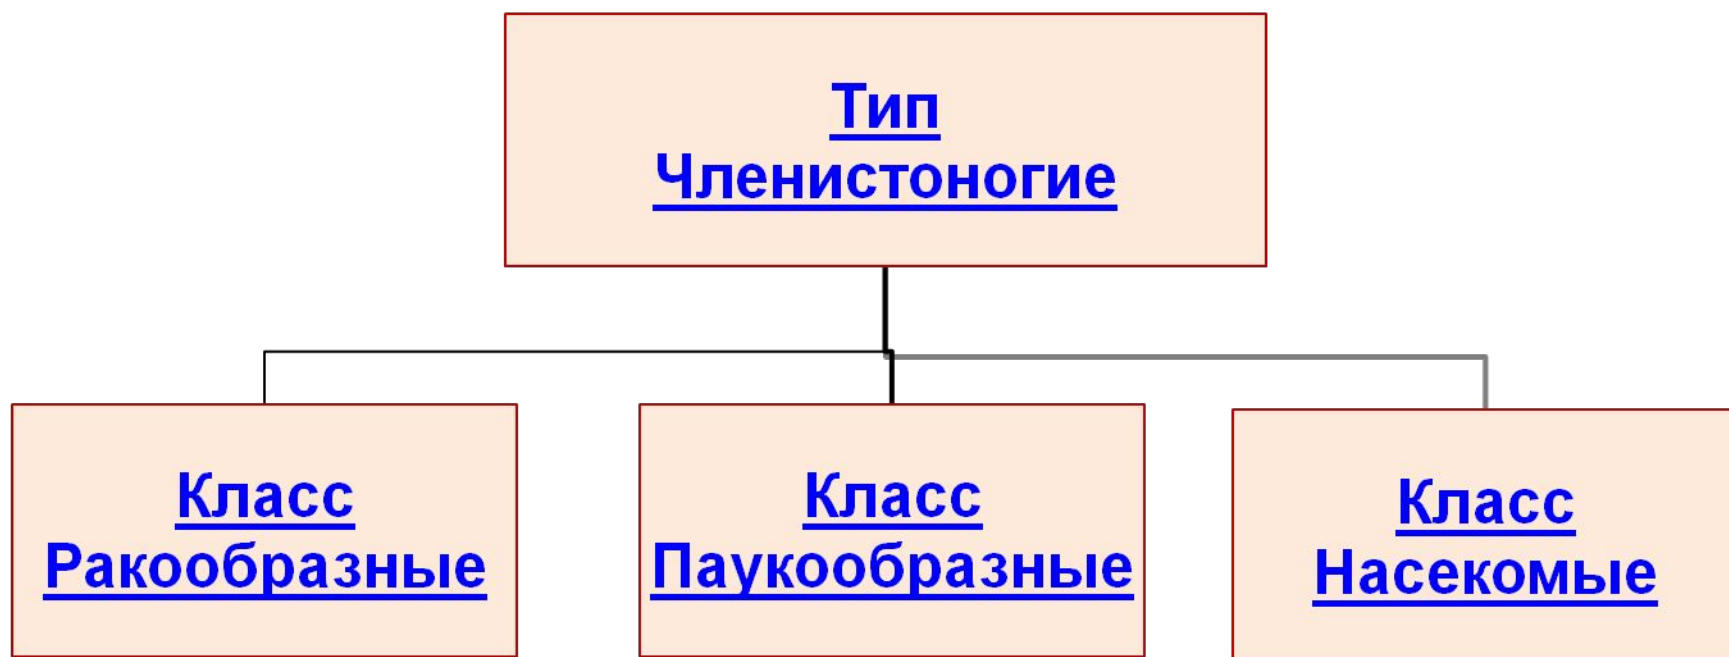 Тип
Членистоногие
Класс
Ракообразные
Класс
Паукообразные
Класс
Насекомые